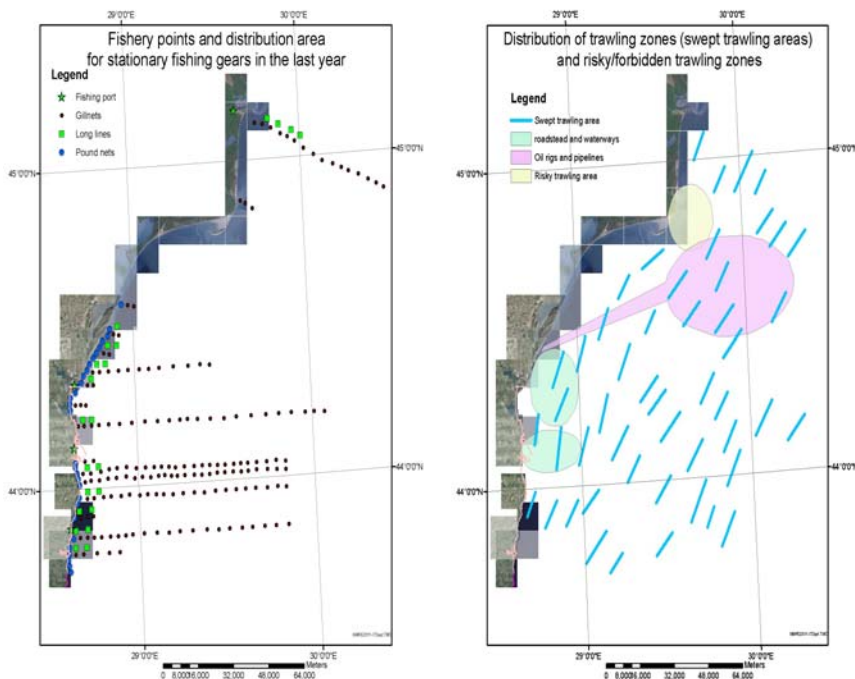 29°0'0"E
30°0'0"E
Fishery points and distribution area
for stationary fishing gears in the last year
Legend
Fishing port
Gillnets
Long lines
Pound nets
45°0'0"N
45°0'0"N
44°0'0"N
44°0'0"N
29°0'0"E
30°0'0"E
Meters
0 8,00016,000 32,000 48,000 64,000
29°0'0"E
30°0'0"E
Distribution of trawling zones (swept trawling areas)
and risky/forbidden trawling zones
Legend
Swept trawling area
roadstead and waterways
Oil rigs and pipelines
Risky trawling area
45°0'0"N
45°0'0"N
44°0'0"N
44°0'0"N
29°0'0"E
30°0'0"E
Meters
0 8,00016,000 32,000 48,000 64,000